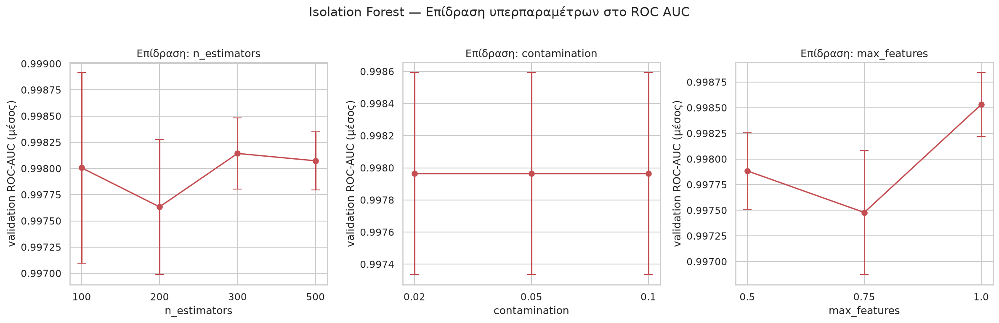 Isolation Forest — Επίδραση υπερπαραμέτρων στο ROC AUC
Επίδραση: n_estimators
validation ROC-AUC (μέσος)
0.99900
0.99875
0.99850
0.99825
0.99800
0.99775
0.99750
0.99725
0.99700
100 200 300 500
n_estimators
Επίδραση: contamination
validation ROC-AUC (μέσος)
0.9986
0.9984
0.9982
0.9980
0.9978
0.9976
0.9974
0.02 0.05 0.1
contamination
Επίδραση: max_features
validation ROC-AUC (μέσος)
0.99875
0.99850
0.99825
0.99800
0.99775
0.99750
0.99725
0.99700
0.5 0.75 1.0
max_features